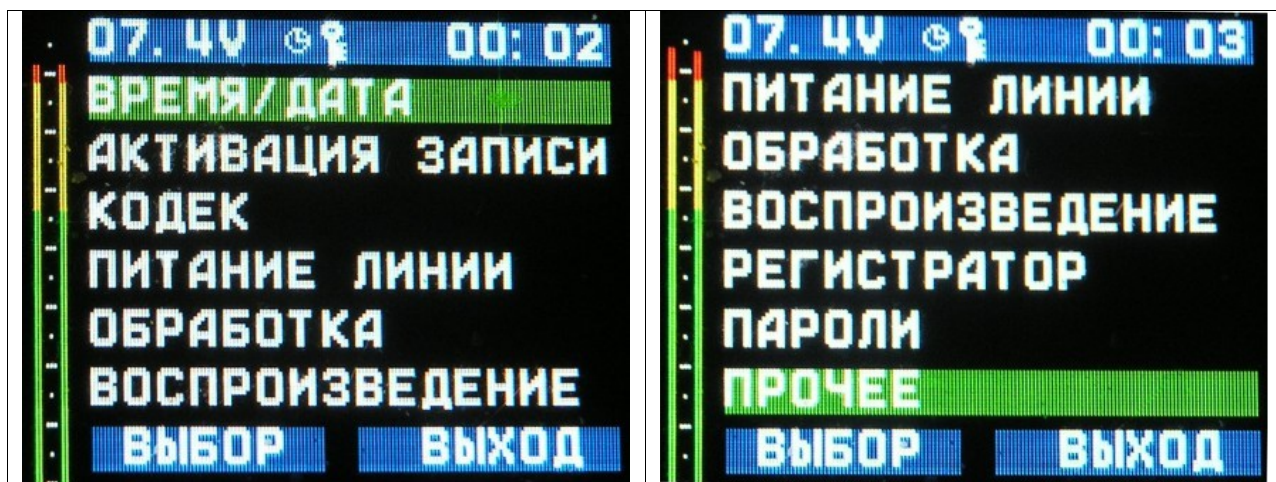 07.4V 00:02
ВРЕМЯ/ДАТА
АКТИВАЦИЯ ЗАПИСИ
КОДЕК
ПИТАНИЕ ЛИНИИ
ОБРАБОТКА
ВОСПРОИЗВЕДЕНИЕ
ВЫБОР ВЫХОД
07.4V 00:03
ПИТАНИЕ ЛИНИИ
ОБРАБОТКА
ВОСПРОИЗВЕДЕНИЕ
РЕГИСТРАТОР
ПАРОЛИ
ПРОЧЕЕ
ВЫБОР ВЫХОД